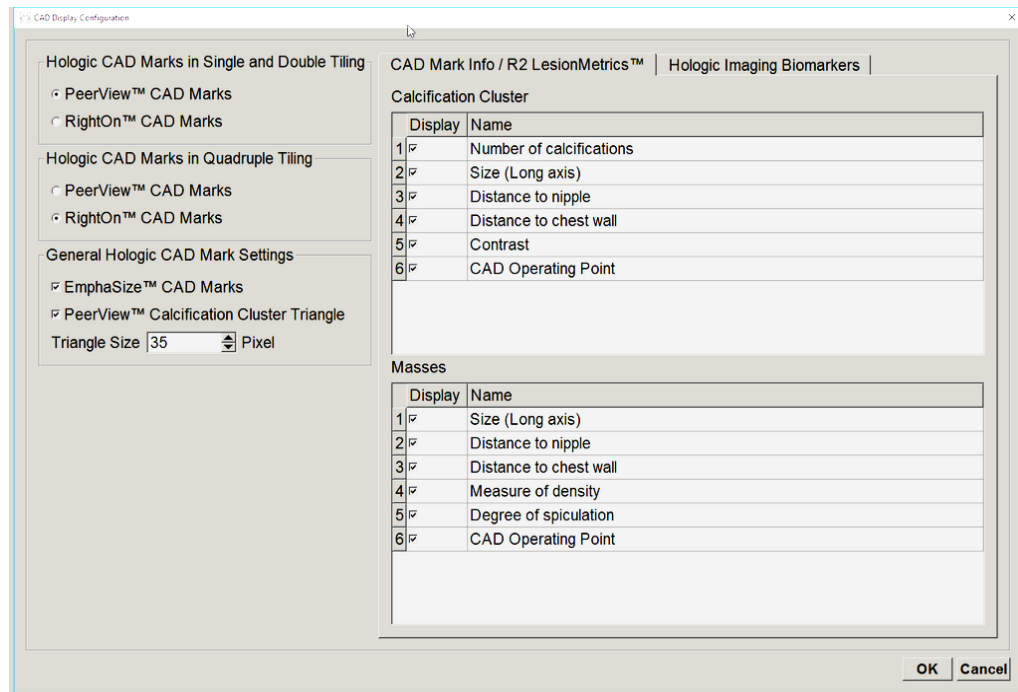 CAD Display Configuration
Hologic CAD Marks in Single and Double Tiling
PeerView™ CAD Marks
RightOn™ CAD Marks
Hologic CAD Marks in Quadruple Tiling
PeerView™ CAD Marks
RightOn™ CAD Marks
General Hologic CAD Mark Settings
EmphaSize™ CAD Marks
PeerView™ Calcification Cluster Triangle
Triangle Size 35 Pixel
CAD Mark Info / R2 LesionMetrics™
Hologic Imaging Biomarkers
Calcification Cluster
Display Name
1 Number of calcifications
2 Size (Long axis)
3 Distance to nipple
4 Distance to chest wall
5 Contrast
6 CAD Operating Point
Masses
Display Name
1 Size (Long axis)
2 Distance to nipple
3 Distance to chest wall
4 Measure of density
5 Degree of spiculation
6 CAD Operating Point
OK Cancel